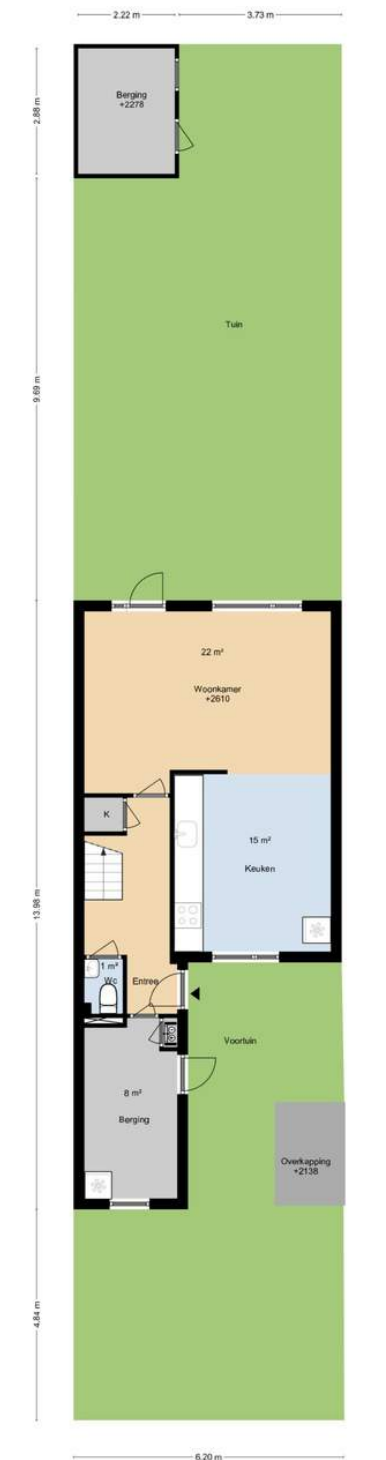 2.22 m
3.73 m
2.88 m
Berging
+2278
Tuin
9.69 m
22 m²
Woonkamer
+2610
K
15 m²
Keuken
13.98 m
1 m²
Wc
Entree
Voortuin
8 m²
Berging
Overkapping
+2138
4.84 m
6.20 m